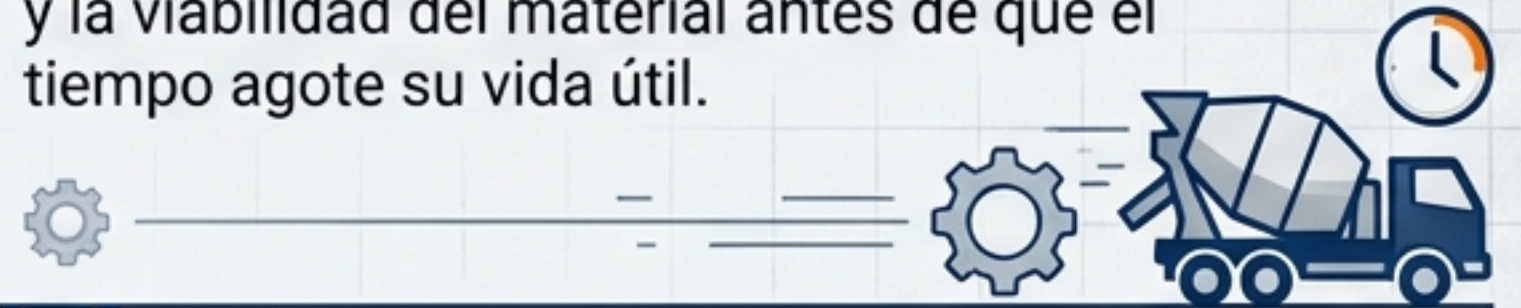 y la viabilidad del material antes de que el
tiempo agote su vida útil.